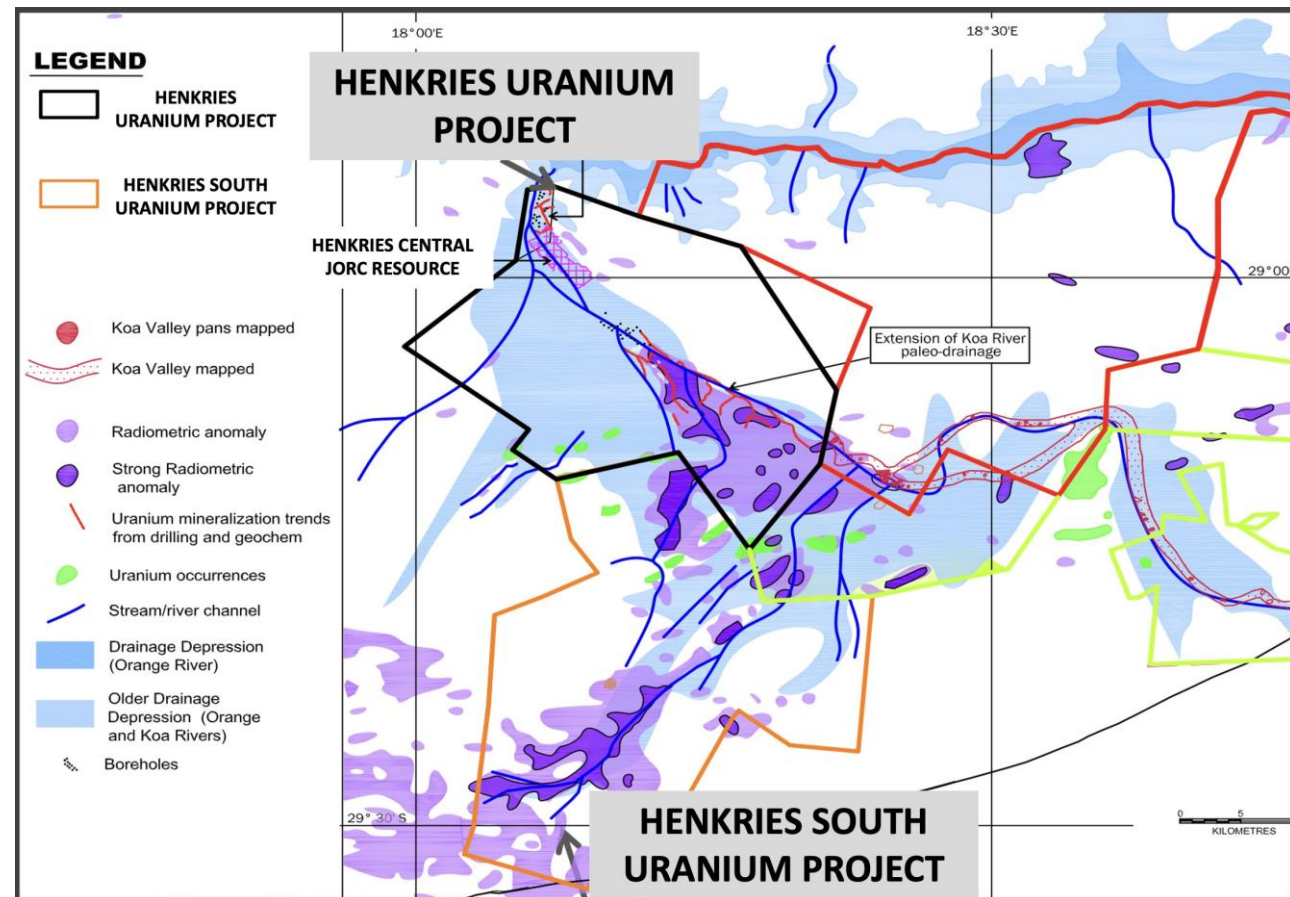 18°00'E
18°30'E
LEGEND
HENKRIES
URANIUM PROJECT
HENKRIES SOUTH
URANIUM PROJECT
Koa Valley pans mapped
Koa Valley mapped
Radiometric anomaly
Strong Radiometric
anomaly
Uranium mineralization trends
from drilling and geochem
Uranium occurrences
Stream/river channel
Drainage Depression
(Orange River)
Older Drainage
Depression (Orange
and Koa Rivers)
Boreholes
HENKRIES URANIUM
PROJECT
HENKRIES CENTRAL
JORC RESOURCE
29°00
Extension of Koa River
paleo-drainage
29° 30' S
HENKRIES SOUTH
URANIUM PROJECT
0 5
KILOMETRES